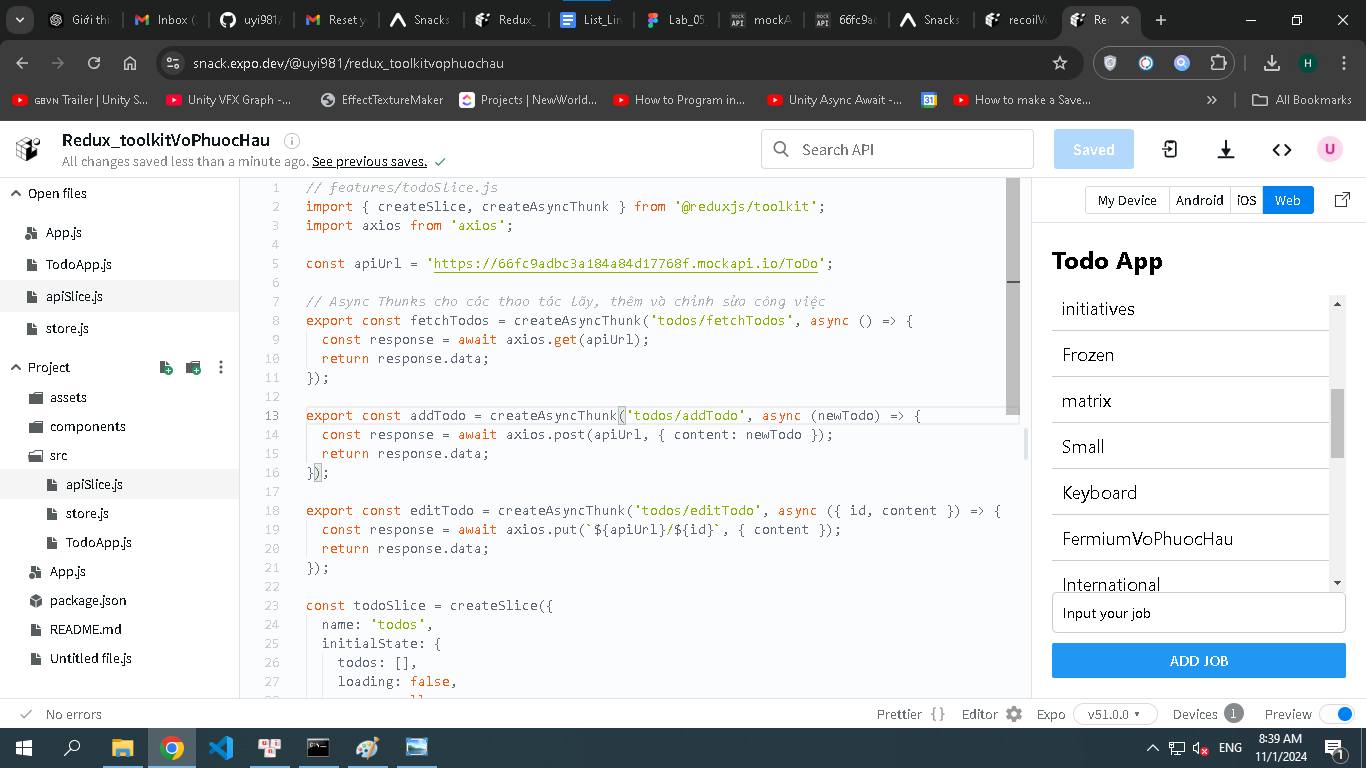 Giới thi
Inbox (
uyi981/
Reset y
Snacks
Redux_
List_Lin
Lab_05_
mockA
66fc9ac
Snacks
recoilV
Re
snack.expo.dev/@uyi981/redux_toolkitvophuochau
H
GBVN Trailer | Unity S...
Unity VFX Graph -...
EffectTextureMaker
Projects | NewWorld...
How to Program in...
Unity Async Await -...
31
How to make a Save...
»
All Bookmarks
Redux_toolkitVoPhuocHau
All changes saved less than a minute ago. See previous saves.
Search API
Saved
U
Open files
App.js
TodoApp.js
apiSlice.js
store.js
Project
assets
components
src
apiSlice.js
store.js
TodoApp.js
App.js
package.json
README.md
Untitled file.js
1 // features/todoSlice.js
2 import { createSlice, createAsyncThunk } from '@reduxjs/toolkit';
3 import axios from 'axios';
4
5 const apiUrl = 'https://66fc9adbc3a184a84d17768f.mockapi.io/ToDo';
6
7 // Async Thunks cho các thao tác lấy, thêm và chỉnh sửa công việc
8 export const fetchTodos = createAsyncThunk('todos/fetchTodos', async () => {
9 const response = await axios.get(apiUrl);
10 return response.data;
11 });
12
13 export const addTodo = createAsyncThunk('todos/addTodo', async (newTodo) => {
14 const response = await axios.post(apiUrl, { content: newTodo });
15 return response.data;
16 });
17
18 export const editTodo = createAsyncThunk('todos/editTodo', async ({ id, content }) => {
19 const response = await axios.put(`${apiUrl}/${id}`, { content });
20 return response.data;
21 });
22
23 const todoSlice = createSlice({
24 name: 'todos',
25 initialState: {
26 todos: [],
27 loading: false,
My Device
Android
iOS
Web
Todo App
initiatives
Frozen
matrix
Small
Keyboard
FermiumVoPhuocHau
International
Input your job
ADD JOB
No errors
Prettier { }
Editor
Expo
v51.0.0
Devices 1
Preview
ENG
8:39 AM
11/1/2024
1